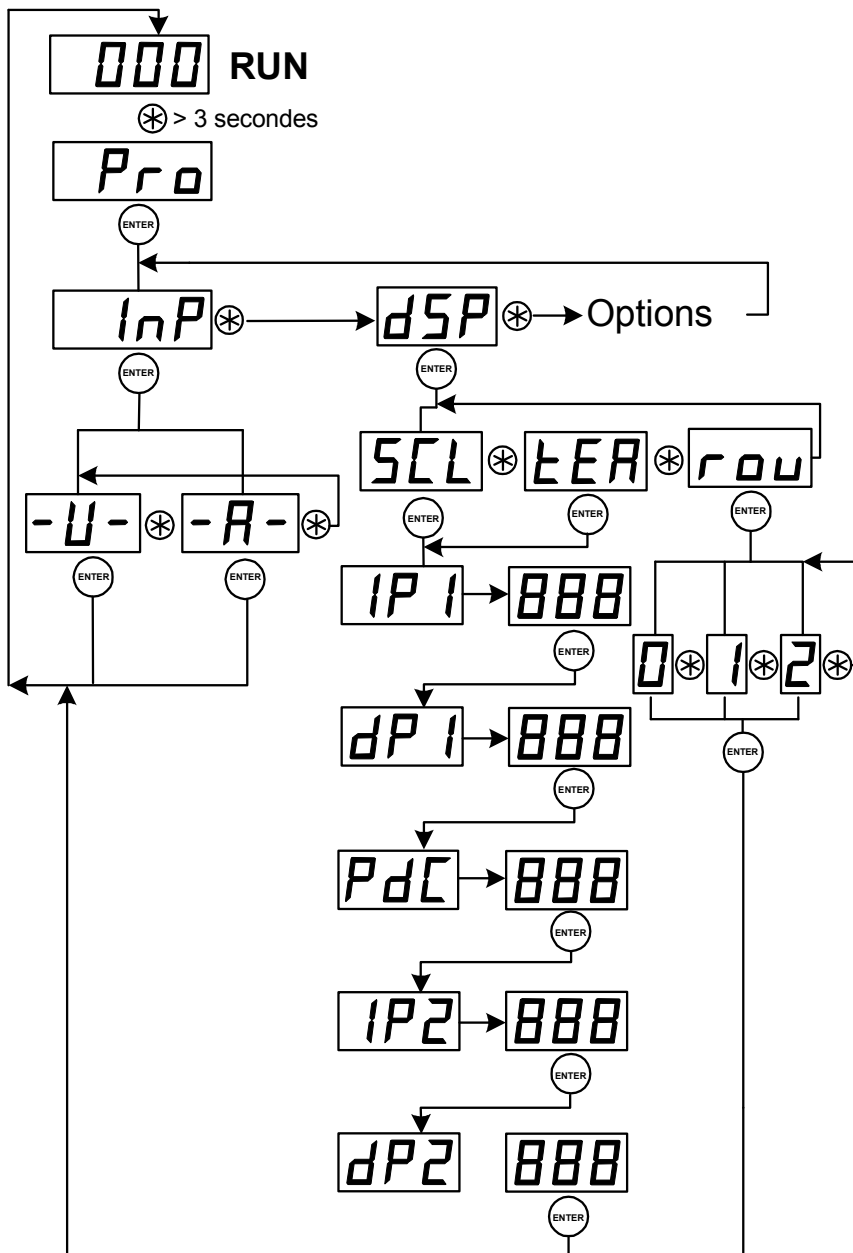 000 RUN
> 3 secondes
Pro
ENTER
InP dSP Options
ENTER ENTER
SCL tEA rou
-U- -A-
ENTER ENTER ENTER
ENTER ENTER
IP1 888
ENTER
0 1 2
dP1 888
ENTER
ENTER
PdC 888
ENTER
IP2 888
ENTER
dP2 888
ENTER